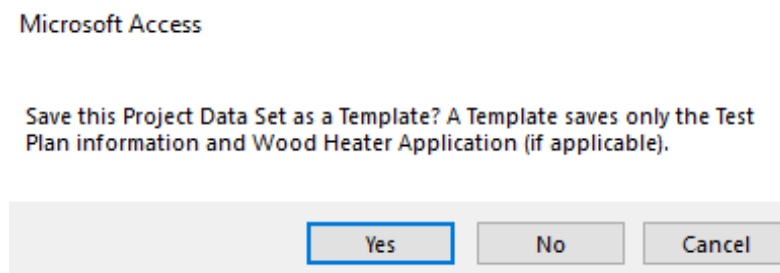 Microsoft Access
Save this Project Data Set as a Template? A Template saves only the Test
Plan information and Wood Heater Application (if applicable).
Yes No Cancel